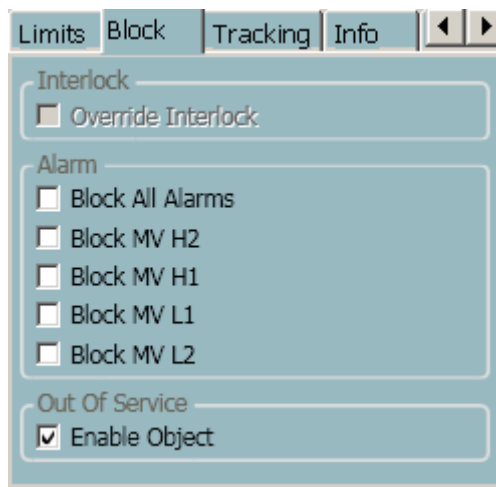 Limits Block Tracking Info
Interlock
Override Interlock
Alarm
Block All Alarms
Block MV H2
Block MV H1
Block MV L1
Block MV L2
Out Of Service
Enable Object